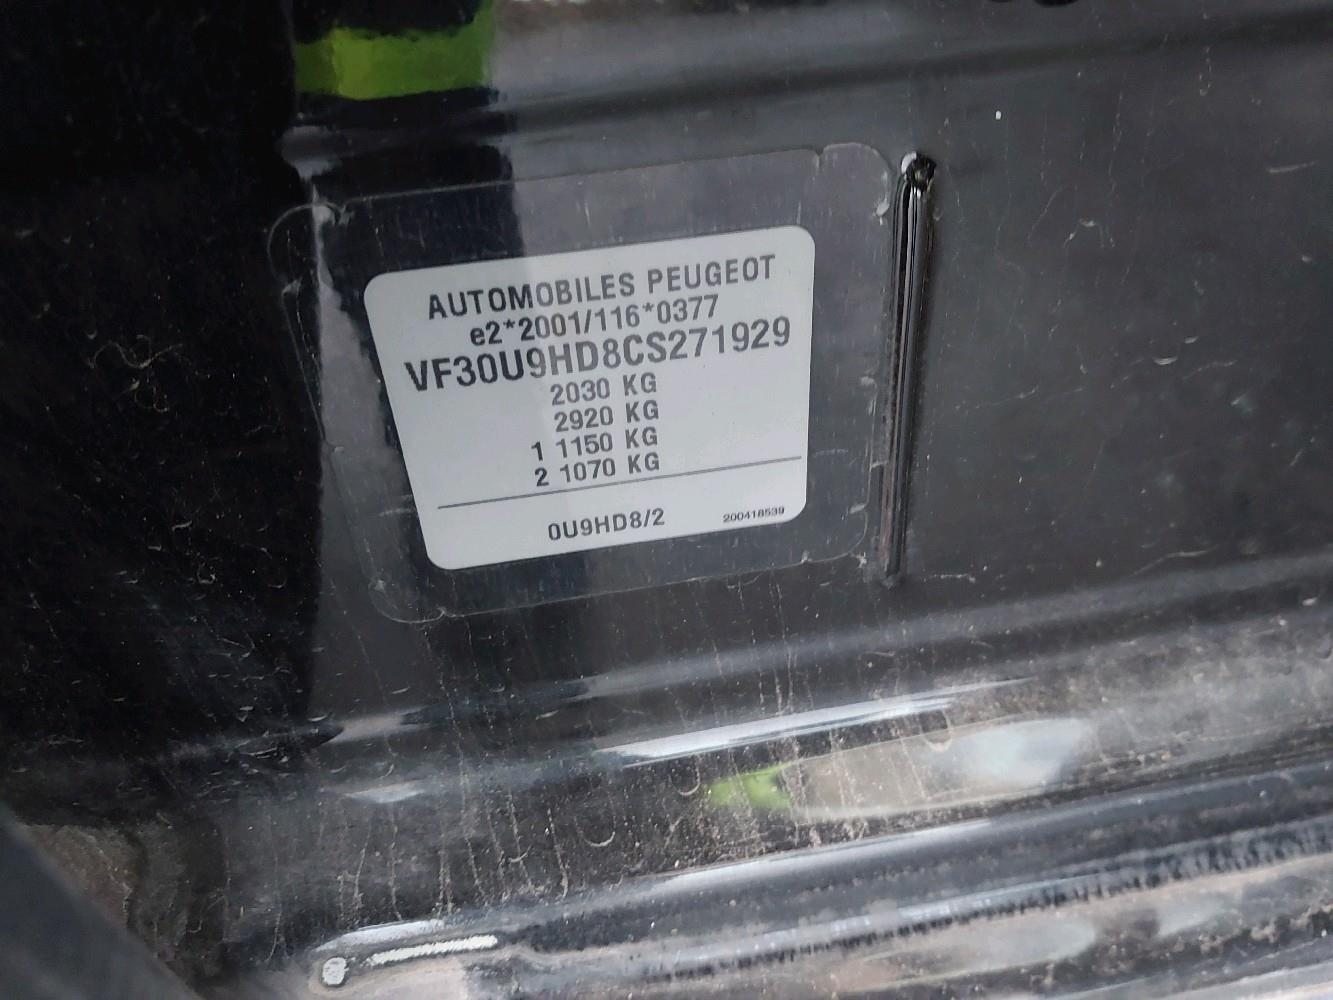 AUTOMOBILES PEUGEOT
e2*2001/116*0377
VF30U9HD8CS271929
2030 KG
2920 KG
1 1150 KG
2 1070 KG
0U9HD8/2 200418539